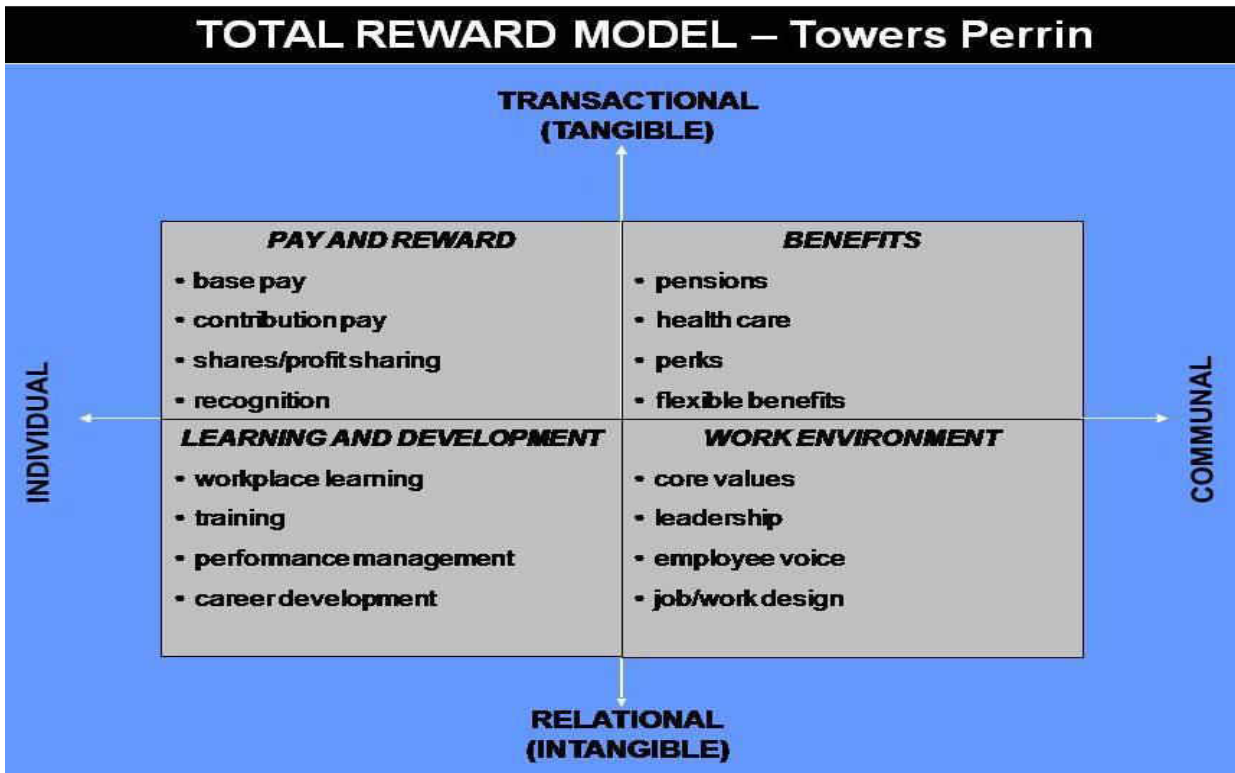 TOTAL REWARD MODEL – Towers Perrin
TRANSACTIONAL
(TANGIBLE)
INDIVIDUAL
PAY AND REWARD
• base pay
• contribution pay
• shares/profit sharing
• recognition
BENEFITS
• pensions
• health care
• perks
• flexible benefits
LEARNING AND DEVELOPMENT
• workplace learning
• training
• performance management
• career development
WORK ENVIRONMENT
• core values
• leadership
• employee voice
• job/work design
COMMUNAL
RELATIONAL
(INTANGIBLE)